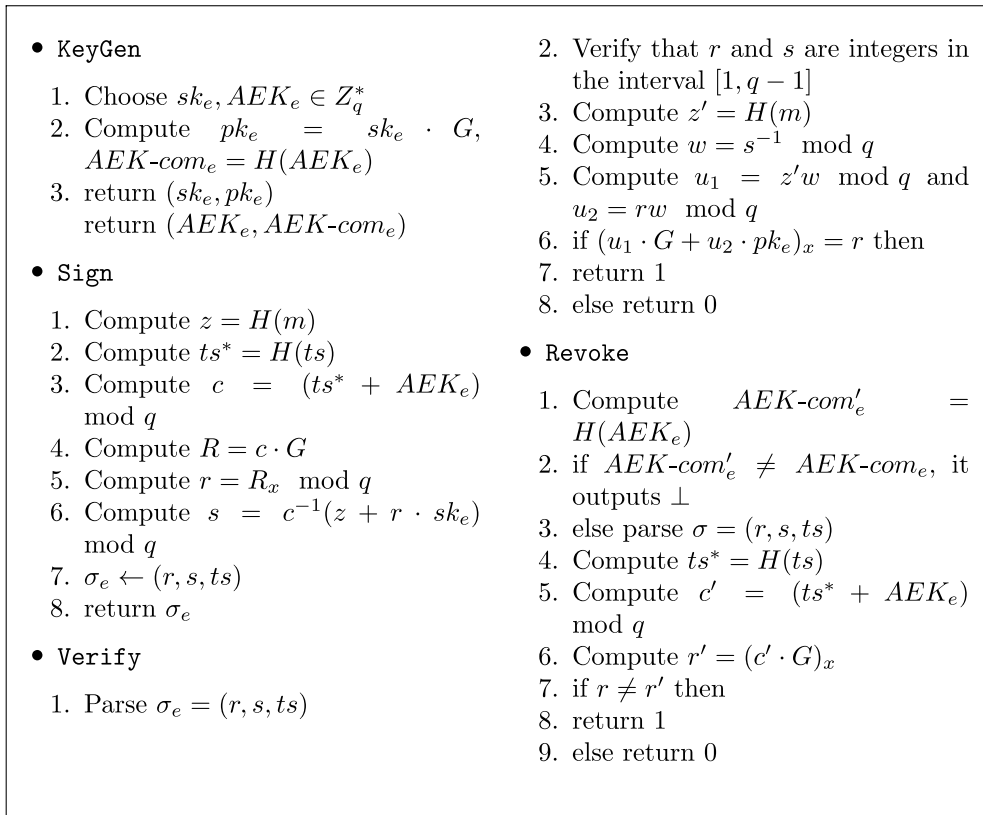 • KeyGen
1. Choose sk_e, AEK_e ∈ Z_q^*
2. Compute pk_e = sk_e · G,
AEK-com_e = H(AEK_e)
3. return (sk_e, pk_e)
return (AEK_e, AEK-com_e)
• Sign
1. Compute z = H(m)
2. Compute ts* = H(ts)
3. Compute c = (ts* + AEK_e)
mod q
4. Compute R = c · G
5. Compute r = R_x mod q
6. Compute s = c^{-1}(z + r · sk_e)
mod q
7. σ_e ← (r, s, ts)
8. return σ_e
• Verify
1. Parse σ_e = (r, s, ts)
2. Verify that r and s are integers in
the interval [1, q − 1]
3. Compute z′ = H(m)
4. Compute w = s^{-1} mod q
5. Compute u_1 = z′w mod q and
u_2 = rw mod q
6. if (u_1 · G + u_2 · pk_e)_x = r then
7. return 1
8. else return 0
• Revoke
1. Compute AEK-com′_e =
H(AEK_e)
2. if AEK-com′_e ≠ AEK-com_e, it
outputs ⊥
3. else parse σ = (r, s, ts)
4. Compute ts* = H(ts)
5. Compute c′ = (ts* + AEK_e)
mod q
6. Compute r′ = (c′ · G)_x
7. if r ≠ r′ then
8. return 1
9. else return 0